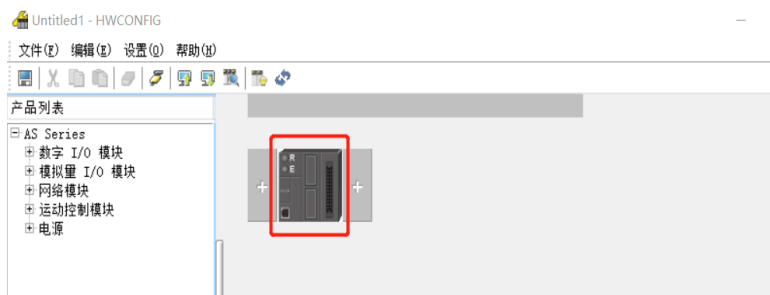 Untitled1 - HWCONFIG
文件(F) 编辑(E) 设置(O) 帮助(H)
产品列表
AS Series
数字 I/O 模块
模拟量 I/O 模块
网络模块
运动控制模块
电源
R
E